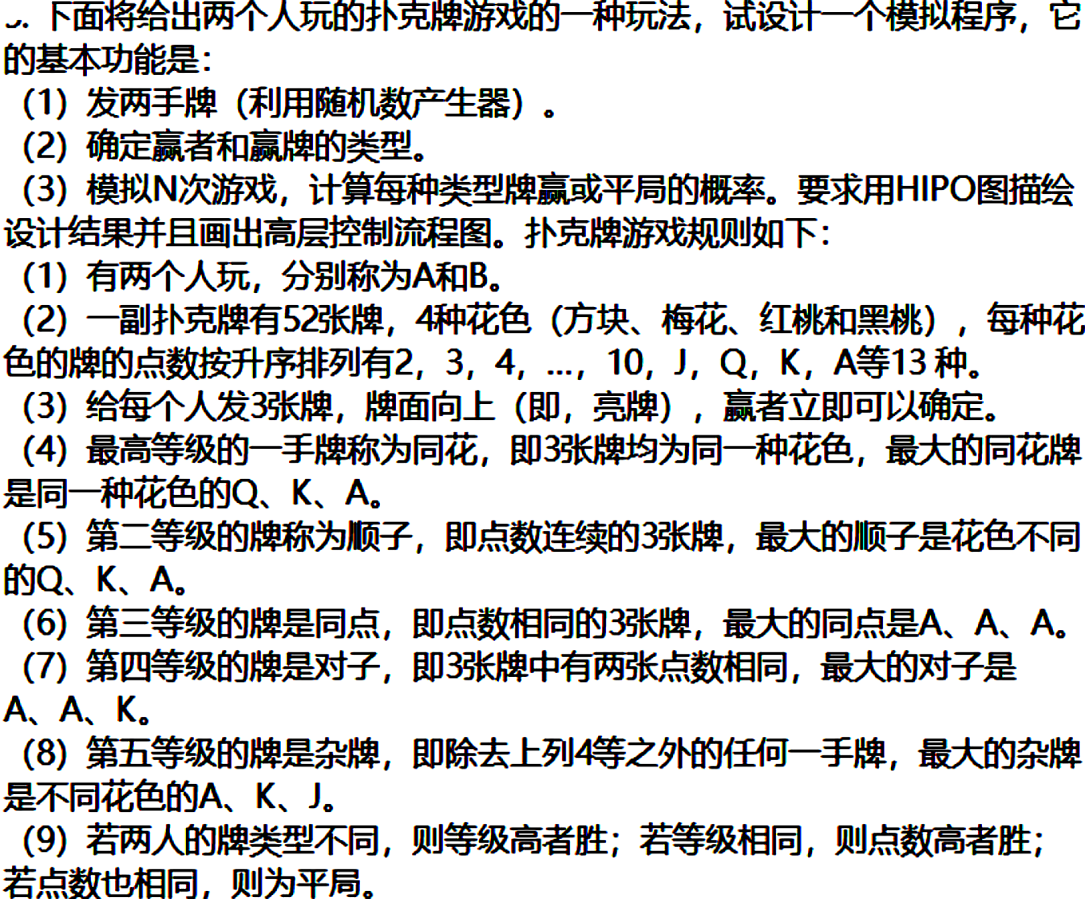 下面将给出两个人玩的扑克牌游戏的一种玩法，试设计一个模拟程序，它
的基本功能是：
（1）发两手牌（利用随机数产生器）。
（2）确定赢者和赢牌的类型。
（3）模拟N次游戏，计算每种类型牌赢或平局的概率。要求用HIPO图描绘
设计结果并且画出高层控制流程图。扑克牌游戏规则如下：
（1）有两个人玩，分别称为A和B。
（2）一副扑克牌有52张牌，4种花色（方块、梅花、红桃和黑桃），每种花
色的牌的点数按升序排列有2，3，4，...，10，J，Q，K，A等13 种。
（3）给每个人发3张牌，牌面向上（即，亮牌），赢者立即可以确定。
（4）最高等级的一手牌称为同花，即3张牌均为同一种花色，最大的同花牌
是同一种花色的Q、K、A。
（5）第二等级的牌称为顺子，即点数连续的3张牌，最大的顺子是花色不同
的Q、K、A。
（6）第三等级的牌是同点，即点数相同的3张牌，最大的同点是A、A、A。
（7）第四等级的牌是对子，即3张牌中有两张点数相同，最大的对子是
A、A、K。
（8）第五等级的牌是杂牌，即除去上列4等之外的任何一手牌，最大的杂牌
是不同花色的A、K、J。
（9）若两人的牌类型不同，则等级高者胜；若等级相同，则点数高者胜；
若点数也相同，则为平局。